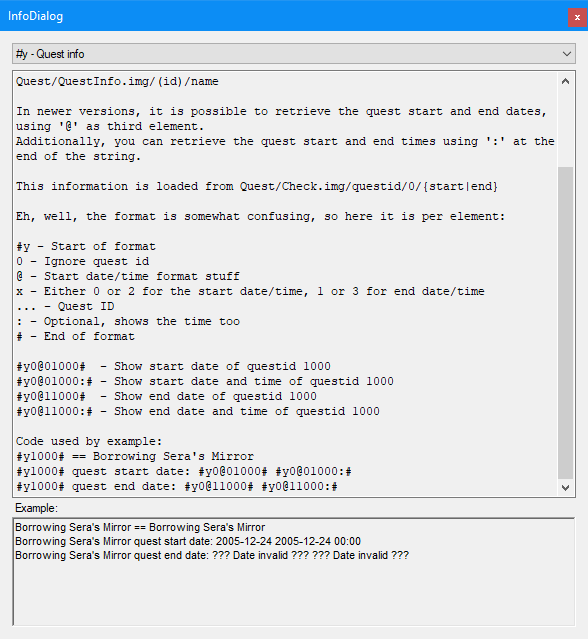 InfoDialog
x
#y - Quest info
Quest/QuestInfo.img/(id)/name
In newer versions, it is possible to retrieve the quest start and end dates,
using '@' as third element.
Additionally, you can retrieve the quest start and end times using ':' at the
end of the string.
This information is loaded from Quest/Check.img/questid/0/{start|end}
Eh, well, the format is somewhat confusing, so here it is per element:
#y - Start of format
0 - Ignore quest id
@ - Start date/time format stuff
x - Either 0 or 2 for the start date/time, 1 or 3 for end date/time
... - Quest ID
: - Optional, shows the time too
# - End of format
#y0@01000#  - Show start date of questid 1000
#y0@01000:# - Show start date and time of questid 1000
#y0@11000#  - Show end date of questid 1000
#y0@11000:# - Show end date and time of questid 1000
Code used by example:
#y1000# == Borrowing Sera's Mirror
#y1000# quest start date: #y0@01000# #y0@01000:#
#y1000# quest end date: #y0@11000# #y0@11000:#
Example:
Borrowing Sera's Mirror == Borrowing Sera's Mirror
Borrowing Sera's Mirror quest start date: 2005-12-24 2005-12-24 00:00
Borrowing Sera's Mirror quest end date: ??? Date invalid ??? ??? Date invalid ???